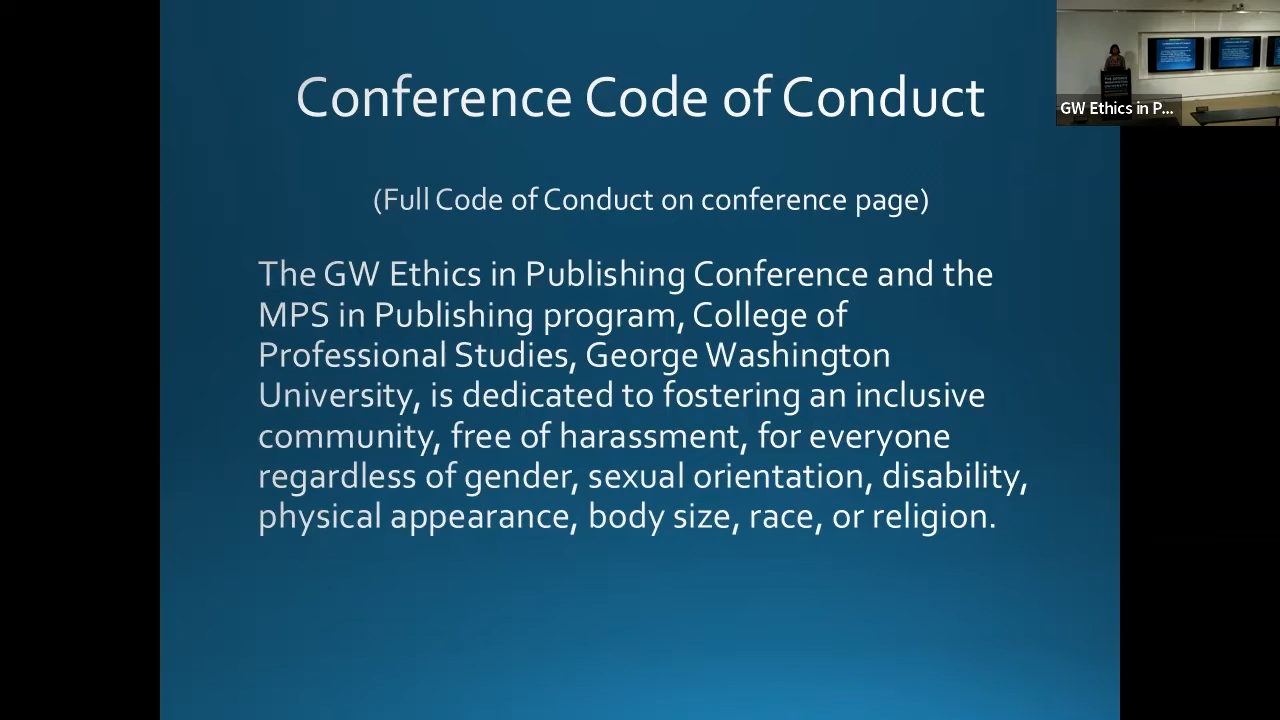 Conference Code of Conduct
(Full Code of Conduct on conference page)
The GW Ethics in Publishing Conference and the
MPS in Publishing program, College of
Professional Studies, George Washington
University, is dedicated to fostering an inclusive
community, free of harassment, for everyone
regardless of gender, sexual orientation, disability,
physical appearance, body size, race, or religion.
GW Ethics in P...